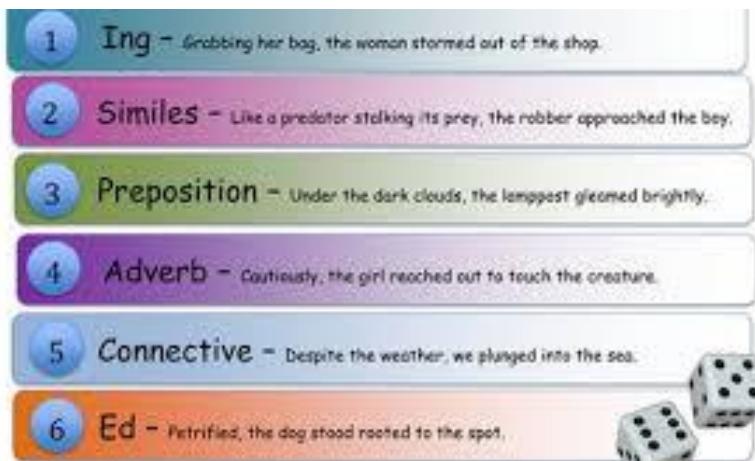 1 Ing - Grabbing her bag, the woman stormed out of the shop.
2 Similes - Like a predator stalking its prey, the robber approached the boy.
3 Preposition - Under the dark clouds, the lamppost gleamed brightly.
4 Adverb - Cautiously, the girl reached out to touch the creature.
5 Connective - Despite the weather, we plunged into the sea.
6 Ed - Petrified, the dog stood rooted to the spot.